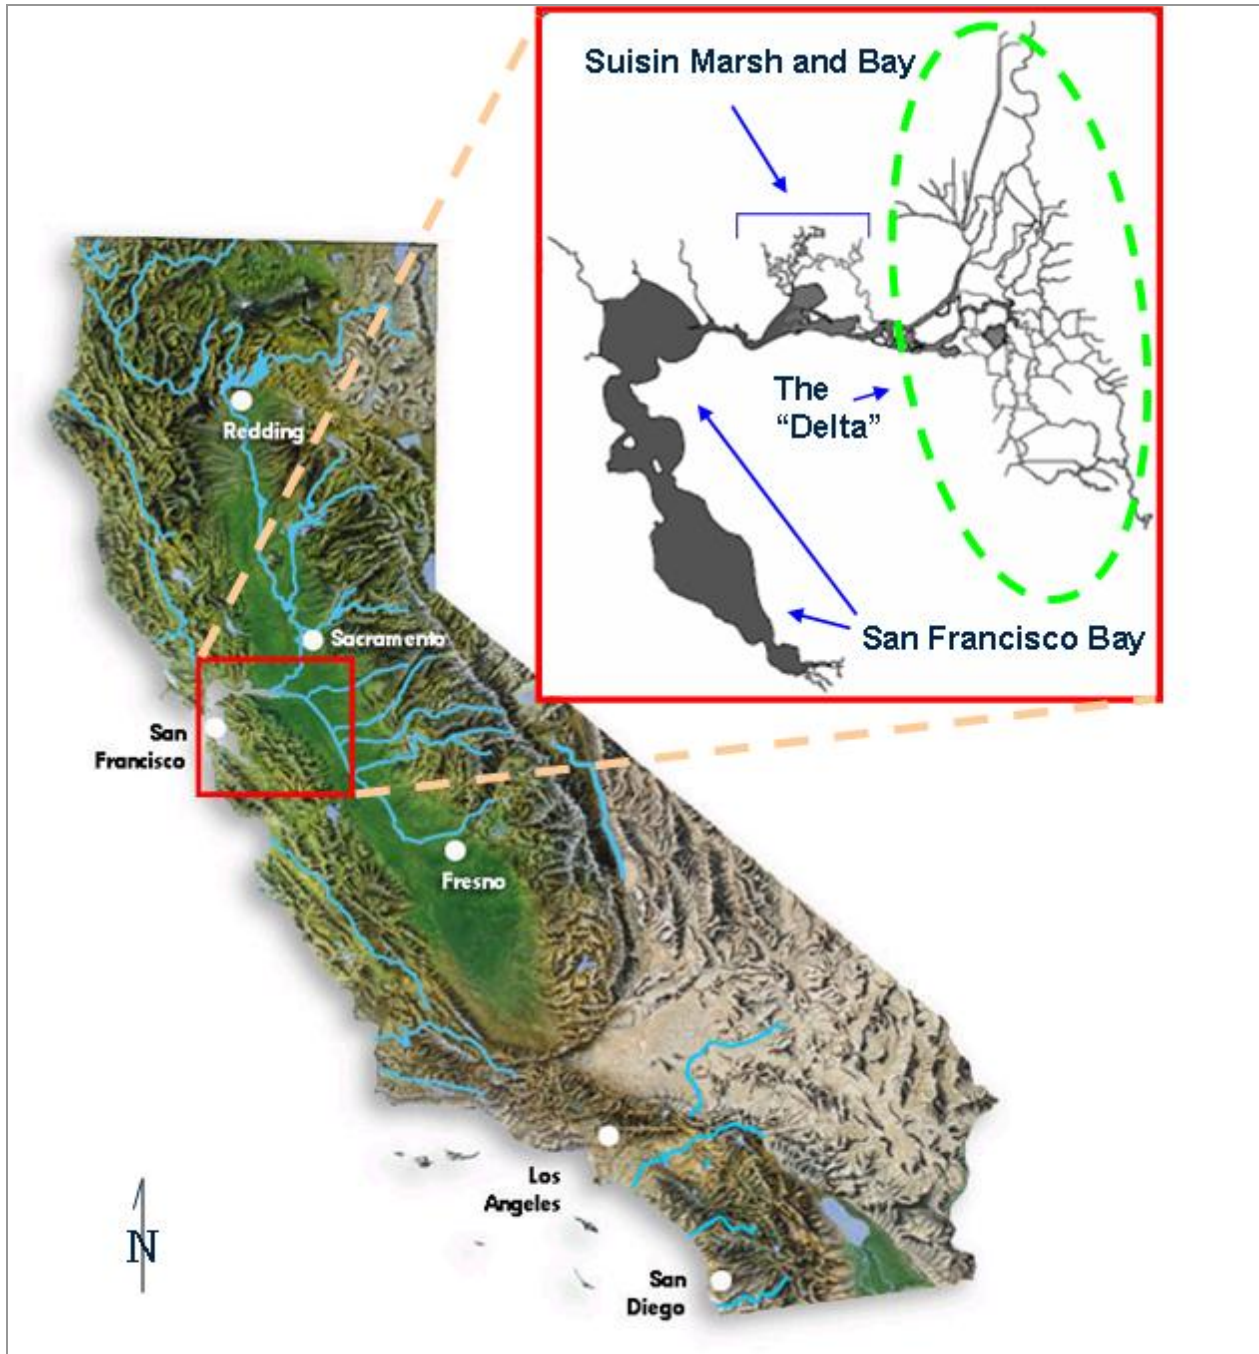 Suisin Marsh and Bay
The
“Delta”
San Francisco Bay
Redding
Sacramento
San
Francisco
Fresno
Los
Angeles
San
Diego
N